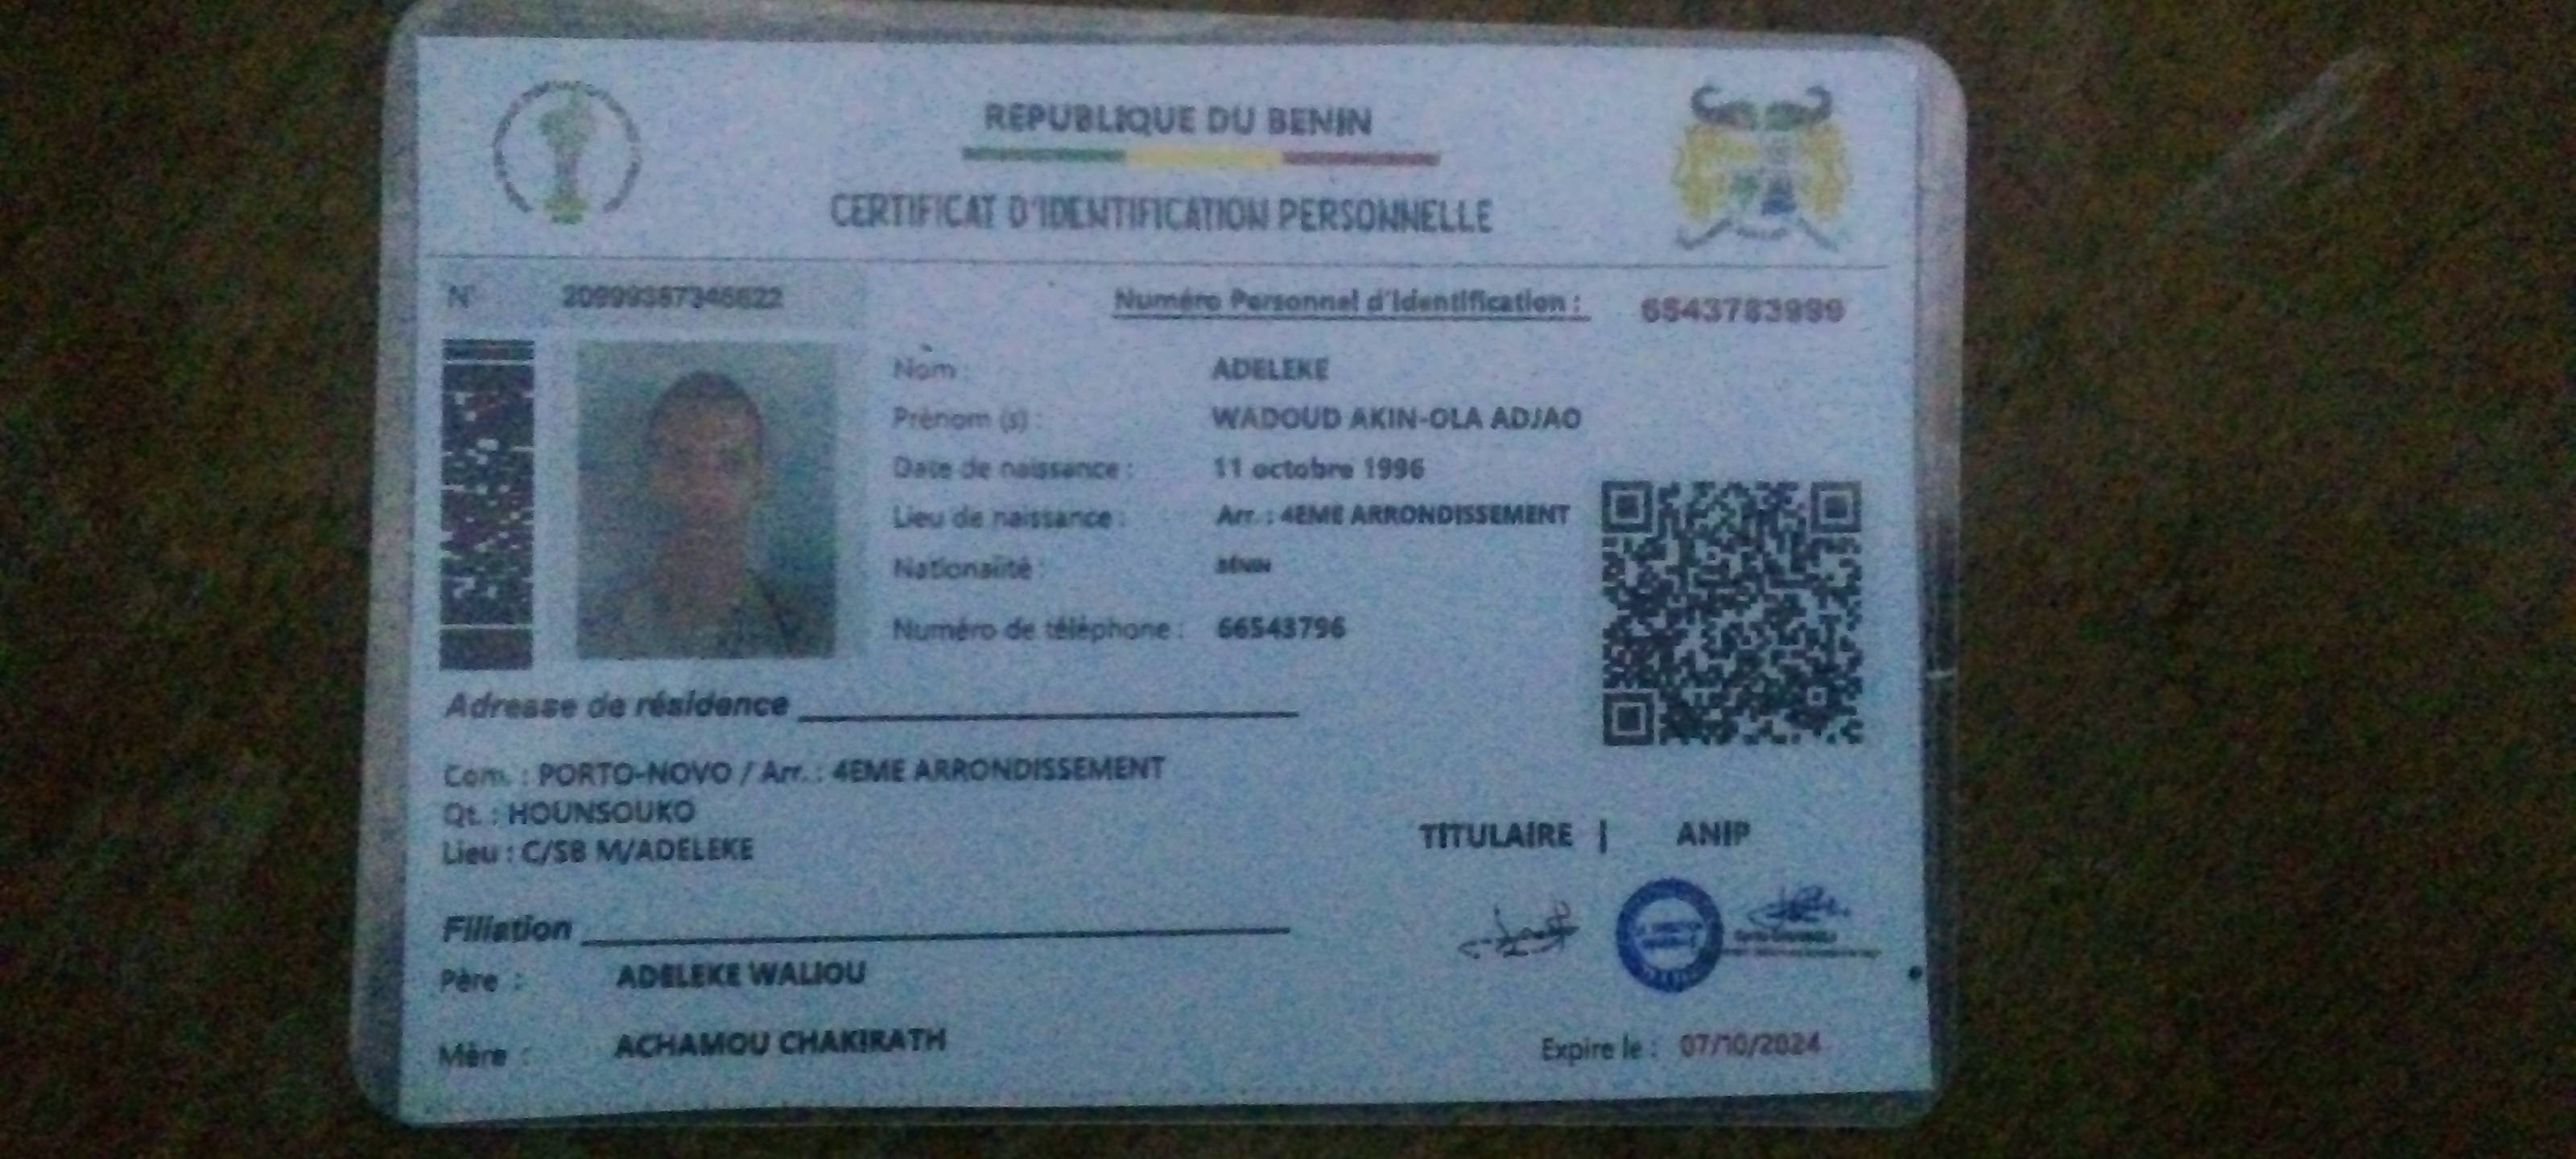 REPUBLIQUE DU BENIN
CERTIFICAT D'IDENTIFICATION PERSONNELLE
N°
Numéro Personnel d'Identification : 6543783999
Nom : ADELEKE
Prénom (s) : WADOUD AKIN-OLA ADJAO
Date de naissance : 11 octobre 1996
Lieu de naissance : Arr. : 4EME ARRONDISSEMENT
Nationalité : BÉNIN
Numéro de téléphone : 66543796
Adresse de résidence
Com. : PORTO-NOVO / Arr. : 4EME ARRONDISSEMENT
Qt. : HOUNSOUKO
Lieu : C/SB M/ADELEKE
TITULAIRE | ANIP
Filiation
Père : ADELEKE WALIOU
Mère : ACHAMOU CHAKIRATH
Expire le : 07/10/2024